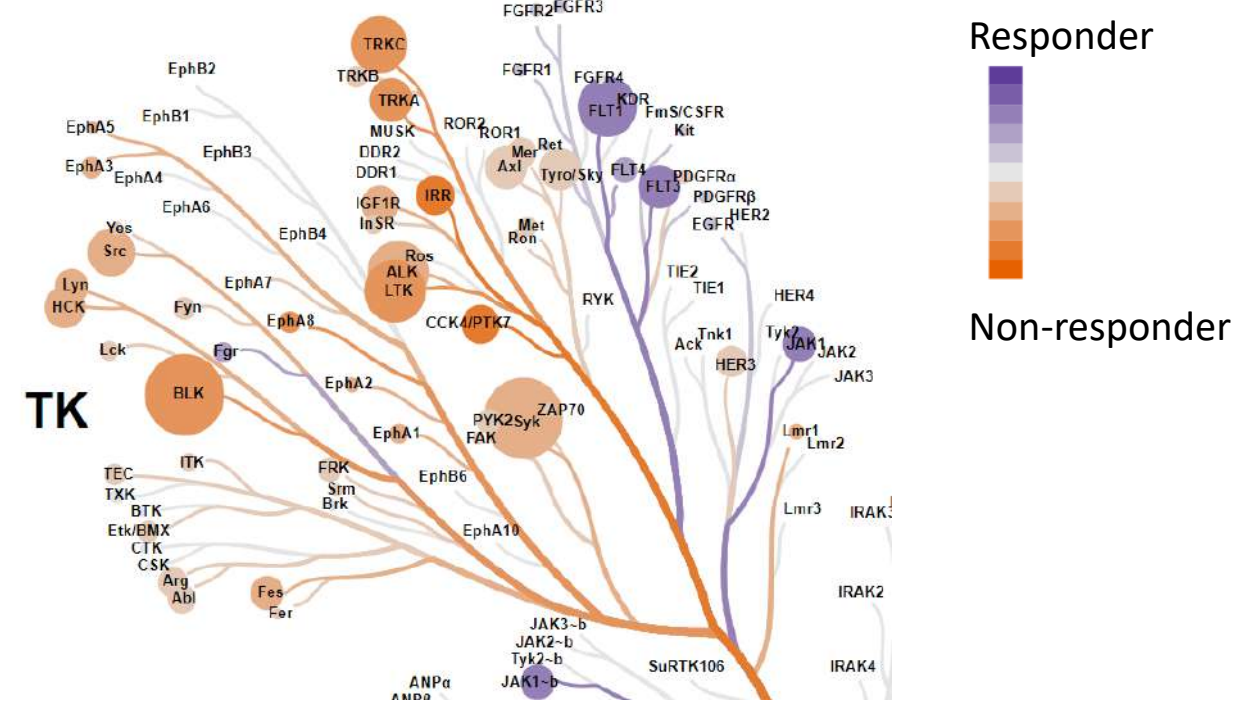 FGFR2
FGFR3
Responder
TRKC
EphB2
TRKB
FGFR1
FGFR4
TRKA
KDR
FLT1
FmS/CSFR
EphB1
EphA5
MUSK
ROR2
ROR1
Kit
EphB3
DDR2
Mer
Ret
EphA3
EphA4
DDR1
Axl
Tyro/Sky
FLT4
FLT3
PDGFRα
IRR
PDGFRβ
EphA6
IGF1R
HER2
InSR
EGFR
Yes
EphB4
Met
Ron
Src
Ros
ALK
TIE2
Lyn
EphA7
LTK
TIE1
HER4
RYK
HCK
Fyn
EphA8
CCK4/PTK7
Non-responder
Tnk1
Tyk2
Ack
JAK1
JAK2
Lck
Fgr
HER3
JAK3
EphA2
BLK
TK
PYK2
Syk
ZAP70
FAK
EphA1
Lmr1
Lmr2
ITK
FRK
TEC
EphB6
TXK
Srm
Brk
BTK
Lmr3
Etk/BMX
EphA10
CTK
CSK
Arg
Abl
Fes
IRAK2
Fer
JAK3~b
JAK2~b
Tyk2~b
SuRTK106
IRAK4
JAK1~b
ANPα